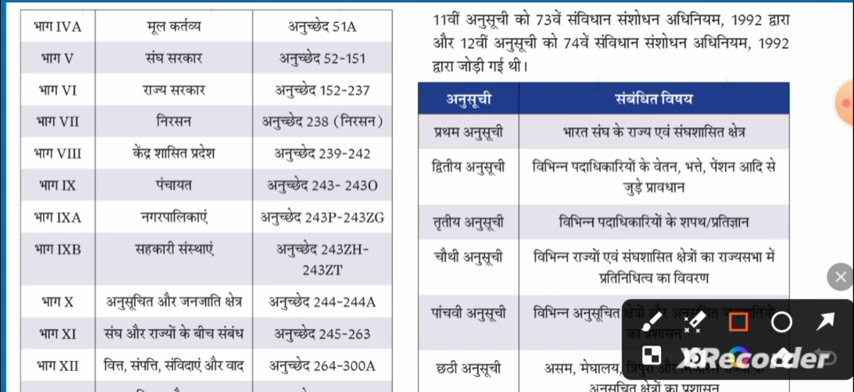 भाग IVA मूल कर्तव्य अनुच्छेद 51A
भाग V संघ सरकार अनुच्छेद 52-151
भाग VI राज्य सरकार अनुच्छेद 152-237
भाग VII निरसन अनुच्छेद 238 (निरसन)
भाग VIII केंद्र शासित प्रदेश अनुच्छेद 239-242
भाग IX पंचायत अनुच्छेद 243- 243O
भाग IXA नगरपालिकाएं अनुच्छेद 243P-243ZG
भाग IXB सहकारी संस्थाएं अनुच्छेद 243ZH-
243ZT
भाग X अनुसूचित और जनजाति क्षेत्र अनुच्छेद 244-244A
भाग XI संघ और राज्यों के बीच संबंध अनुच्छेद 245-263
भाग XII वित्त, संपत्ति, संविदाएं और वाद अनुच्छेद 264-300A
11वीं अनुसूची को 73वें संविधान संशोधन अधिनियम, 1992 द्वारा
और 12वीं अनुसूची को 74वें संविधान संशोधन अधिनियम, 1992
द्वारा जोड़ी गई थी।
अनुसूची संबंधित विषय
प्रथम अनुसूची भारत संघ के राज्य एवं संघशासित क्षेत्र
द्वितीय अनुसूची विभिन्न पदाधिकारियों के वेतन, भत्ते, पेंशन आदि से
जुड़े प्रावधान
तृतीय अनुसूची विभिन्न पदाधिकारियों के शपथ/प्रतिज्ञान
चौथी अनुसूची विभिन्न राज्यों एवं संघशासित क्षेत्रों का राज्यसभा में
प्रतिनिधित्व का विवरण
पांचवी अनुसूची विभिन्न अनुसूचित क्षेत्रों और
का प्रशासन
छठी अनुसूची असम, मेघालय, त्रिपुरा और
अनुसूचित क्षेत्रों का प्रशासन
XRecorder